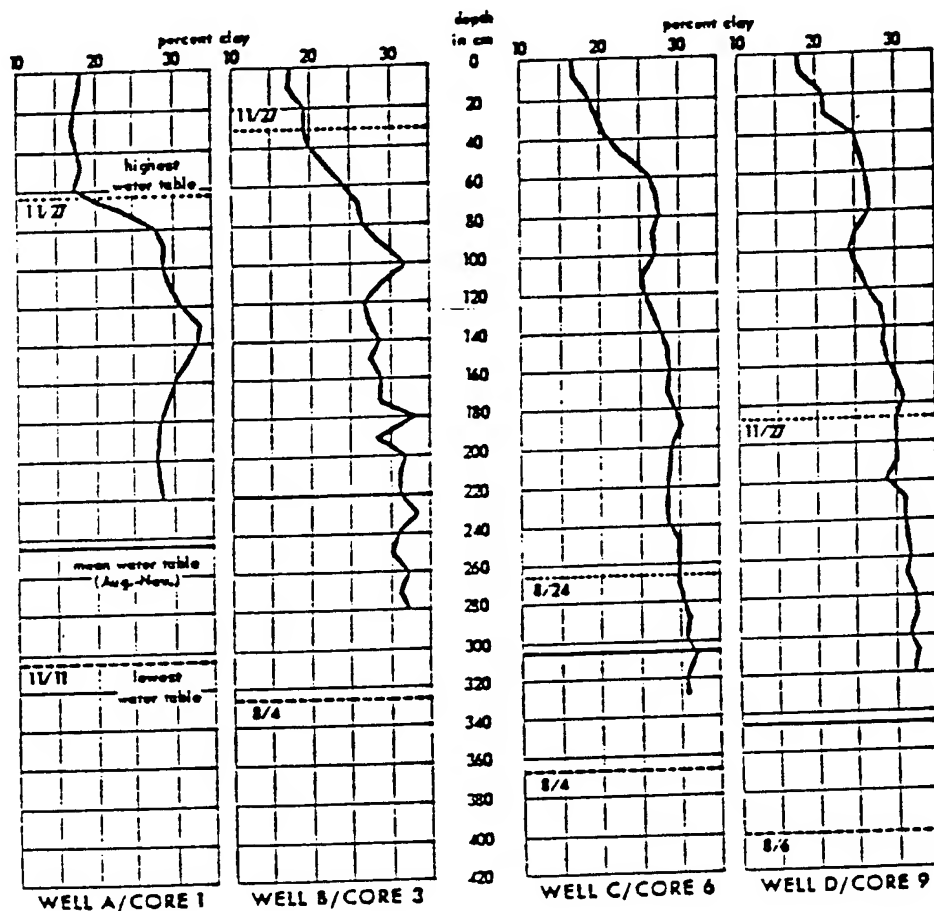 depth
in cm
percent clay
percent clay
10 20 30
10 20 30
10 20 30
10 20 30
0
20
40
60
80
100
120
140
160
180
200
220
240
260
280
300
320
340
360
380
400
420
highest
water table
11/27
mean water table
(Aug.-Nov.)
11/11 lowest
water table
11/27
8/4
8/24
8/4
11/27
8/6
WELL A/CORE 1
WELL B/CORE 3
WELL C/CORE 6
WELL D/CORE 9